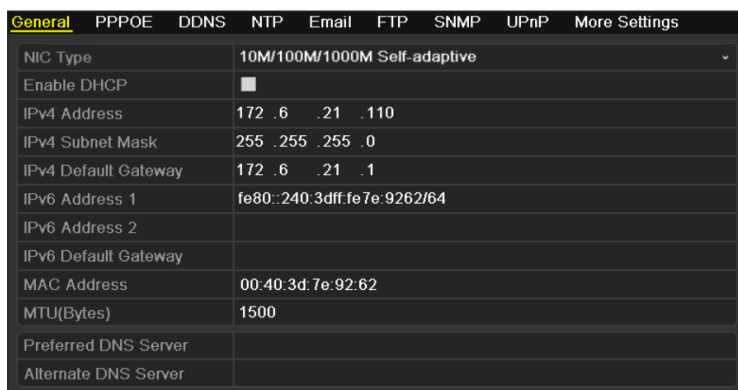 General PPPOE DDNS NTP Email FTP SNMP UPnP More Settings
NIC Type 10M/100M/1000M Self-adaptive
Enable DHCP
IPv4 Address 172 .6 .21 .110
IPv4 Subnet Mask 255 .255 .255 .0
IPv4 Default Gateway 172 .6 .21 .1
IPv6 Address 1 fe80::240:3dff:fe7e:9262/64
IPv6 Address 2
IPv6 Default Gateway
MAC Address 00:40:3d:7e:92:62
MTU(Bytes) 1500
Preferred DNS Server
Alternate DNS Server